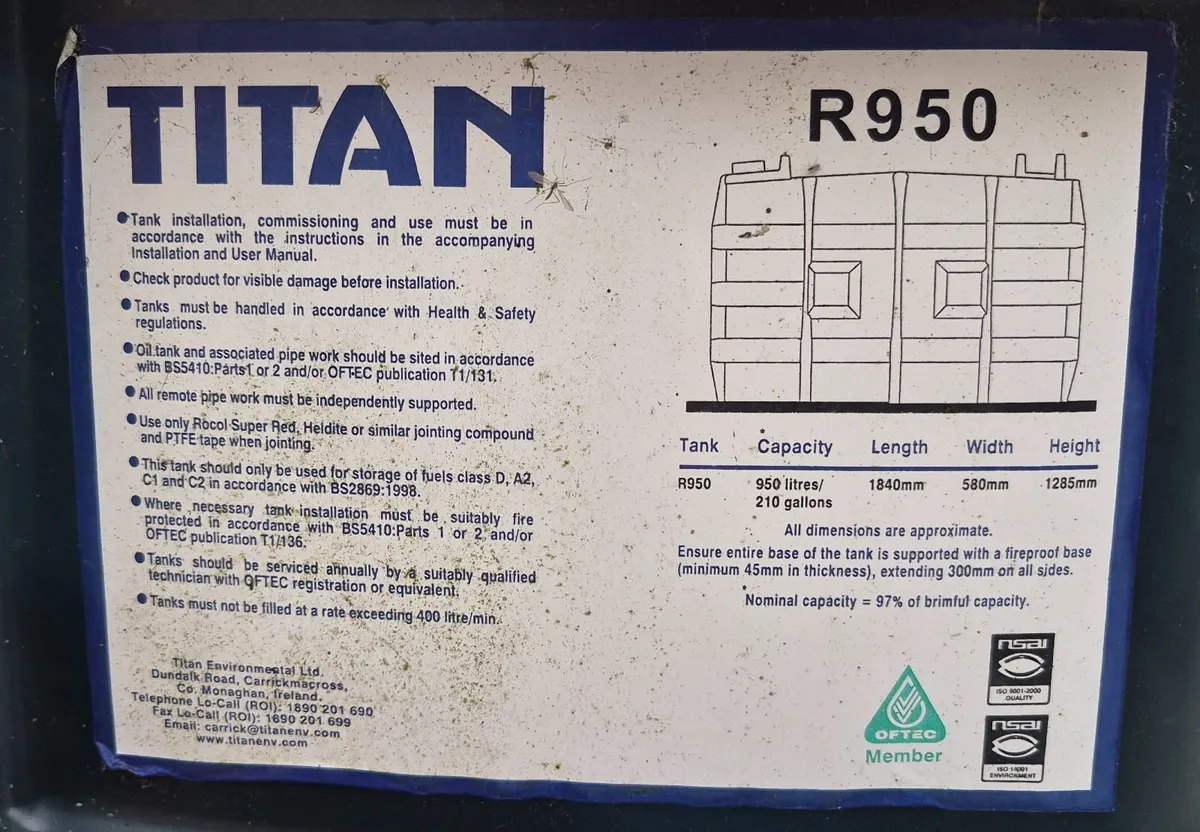 TITAN
• Tank installation, commissioning and use must be in
accordance with the instructions in the accompanying
Installation and User Manual.
• Check product for visible damage before installation.
• Tanks must be handled in accordance with Health & Safety
regulations.
• Oil tank and associated pipe work should be sited in accordance
with BS5410:Parts1 or 2 and/or OFTEC publication T1/131.
• All remote pipe work must be independently supported.
• Use only Rocol Super Red, Heldite or similar jointing compound
and PTFE tape when jointing.
• This tank should only be used for storage of fuels class D, A2,
C1 and C2 in accordance with BS2869:1998.
• Where necessary tank installation must be suitably fire
protected in accordance with BS5410:Parts 1 or 2 and/or
OFTEC publication T1/136.
• Tanks should be serviced annually by a suitably qualified
technician with OFTEC registration or equivalent.
• Tanks must not be filled at a rate exceeding 400 litre/min.
Titan Environmental Ltd.
Dundalk Road, Carrickmacross,
Co. Monaghan, Ireland.
Telephone Lo-Call (ROI): 1890 201 690
Fax Lo-Call (ROI): 1890 201 699
Email: carrick@titanenv.com
www.titanenv.com
R950
Tank *Capacity Length Width Height
R950 950 litres/ 1840mm 580mm 1285mm
210 gallons
All dimensions are approximate.
Ensure entire base of the tank is supported with a fireproof base
(minimum 45mm in thickness), extending 300mm on all sides.
*Nominal capacity = 97% of brimful capacity.
OFTEC
Member
nsai
ISO 9001-2000
QUALITY
nsai
ISO 14001
ENVIRONMENT